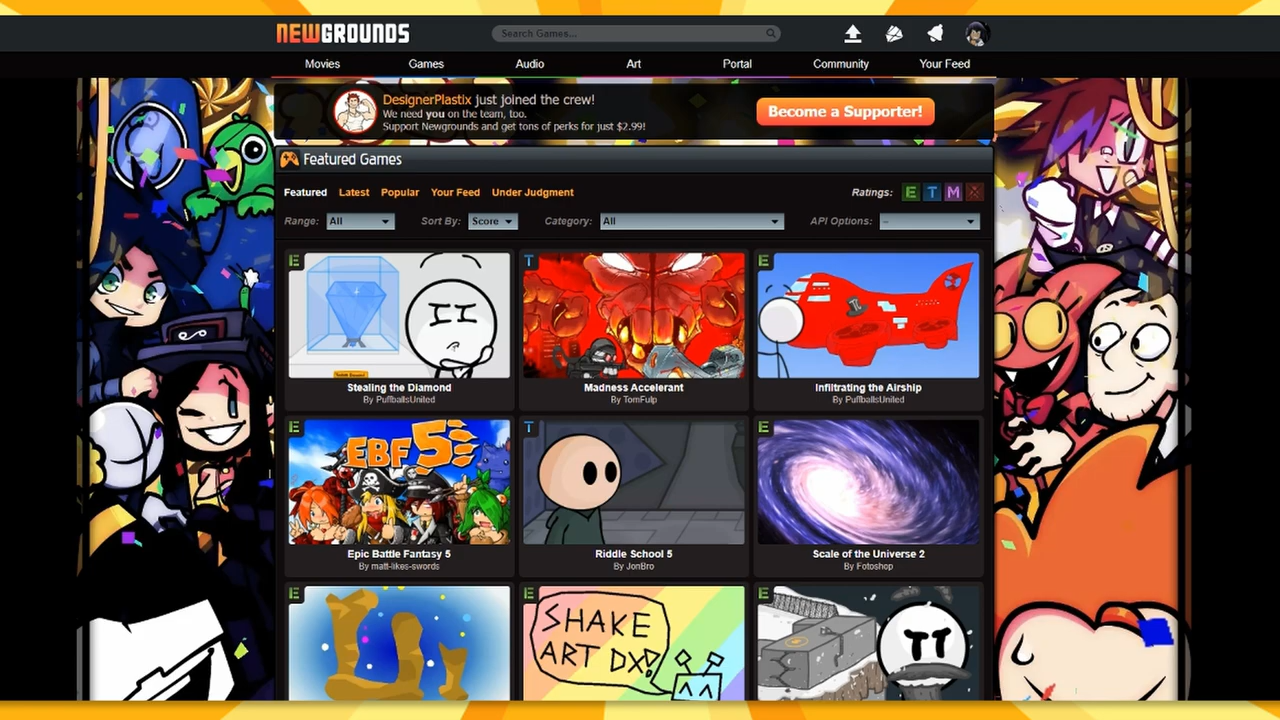 NEWGROUNDS
Search Games...
Movies Games Audio Art Portal Community Your Feed
DesignerPlastix just joined the crew!
We need you on the team, too.
Support Newgrounds and get tons of perks for just $2.99!
Become a Supporter!
Featured Games
Featured Latest Popular Your Feed Under Judgment
Ratings: E T M
Range: All Sort By: Score Category: All API Options: –
E T E
Stealing the Diamond Madness Accelerant Infiltrating the Airship
By PuffballsUnited By TomFulp By PuffballsUnited
E T E
EBF 5
Epic Battle Fantasy 5 Riddle School 5 Scale of the Universe 2
By matt-likes-swords By JonBro By Fotoshop
E E E
SHAKE
ART DX!